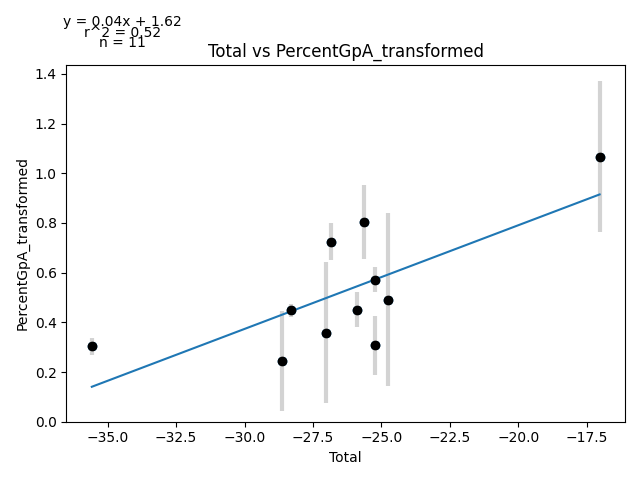 y = 0.04x + 1.62
r^2 = 0.52
n = 11
Total vs PercentGpA_transformed
PercentGpA_transformed
1.4
1.2
1.0
0.8
0.6
0.4
0.2
0.0
−35.0 −32.5 −30.0 −27.5 −25.0 −22.5 −20.0 −17.5
Total